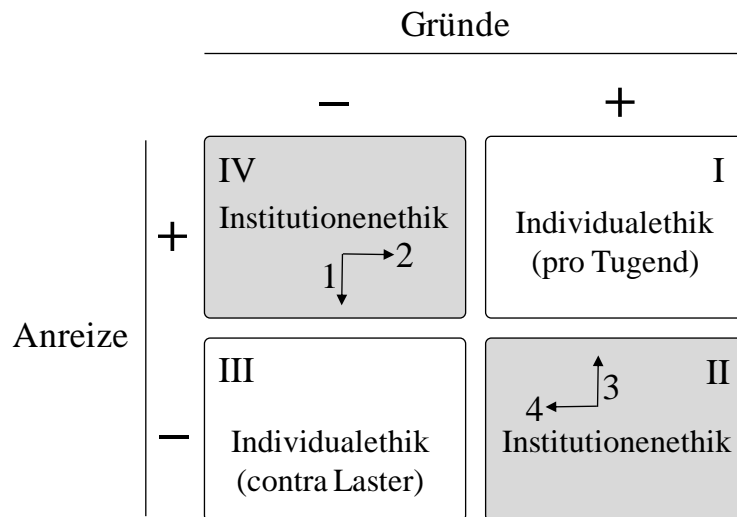 Gründe
− +
IV
Institutionenethik
1 2
I
Individualethik
(pro Tugend)
+
Anreize
−
III
Individualethik
(contra Laster)
II
3
4
Institutionenethik